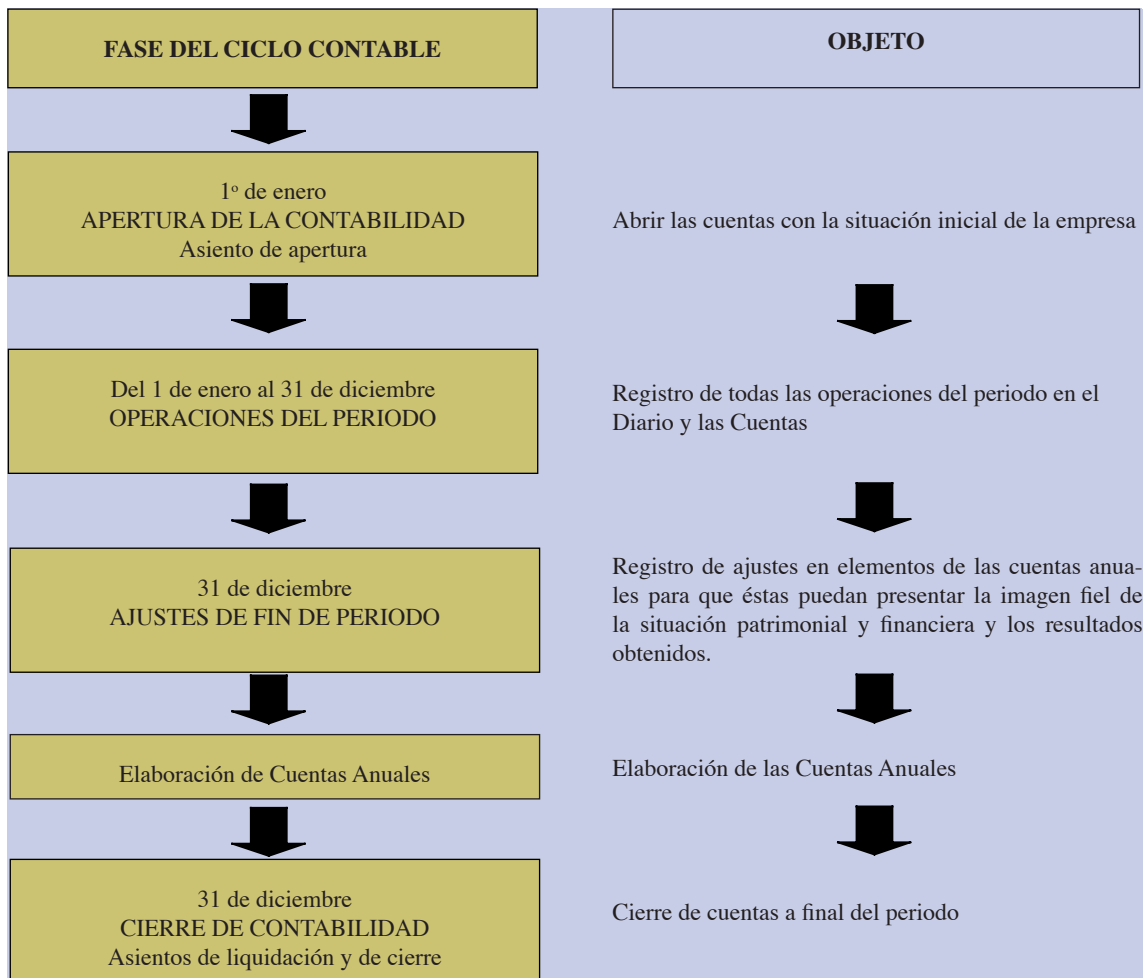 FASE DEL CICLO CONTABLE
OBJETO
1º de enero
APERTURA DE LA CONTABILIDAD
Asiento de apertura
Abrir las cuentas con la situación inicial de la empresa
Del 1 de enero al 31 de diciembre
OPERACIONES DEL PERIODO
Registro de todas las operaciones del periodo en el
Diario y las Cuentas
31 de diciembre
AJUSTES DE FIN DE PERIODO
Registro de ajustes en elementos de las cuentas anua-
les para que éstas puedan presentar la imagen fiel de
la situación patrimonial y financiera y los resultados
obtenidos.
Elaboración de Cuentas Anuales
Elaboración de las Cuentas Anuales
31 de diciembre
CIERRE DE CONTABILIDAD
Asientos de liquidación y de cierre
Cierre de cuentas a final del periodo